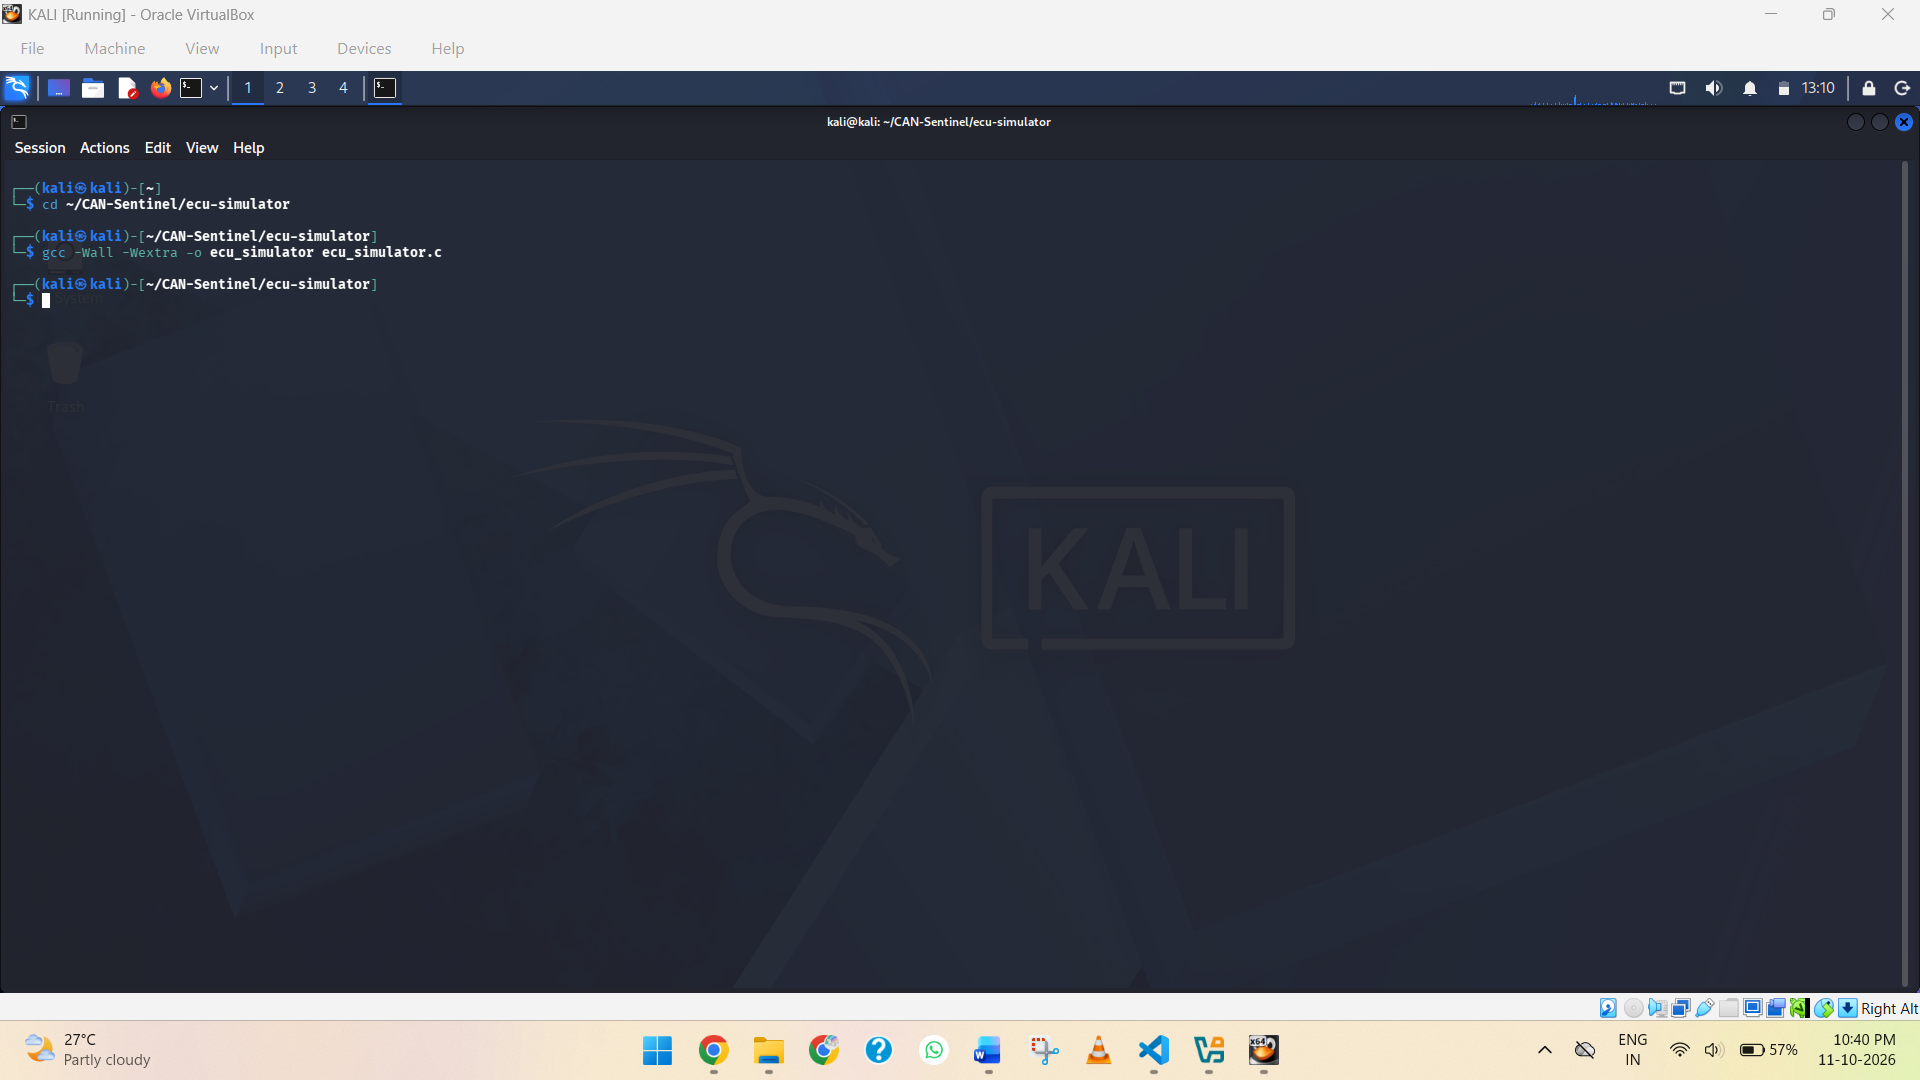 KALI [Running] - Oracle VirtualBox
File Machine View Input Devices Help
1 2 3 4
13:10
kali@kali: ~/CAN-Sentinel/ecu-simulator
Session Actions Edit View Help
┌──(kali㉿kali)-[~]
└─$ cd ~/CAN-Sentinel/ecu-simulator
┌──(kali㉿kali)-[~/CAN-Sentinel/ecu-simulator]
└─$ gcc -Wall -Wextra -o ecu_simulator ecu_simulator.c
┌──(kali㉿kali)-[~/CAN-Sentinel/ecu-simulator]
└─$
System
Trash
KALI
Right Alt
27°C
Partly cloudy
ENG
IN
57%
10:40 PM
11-10-2026